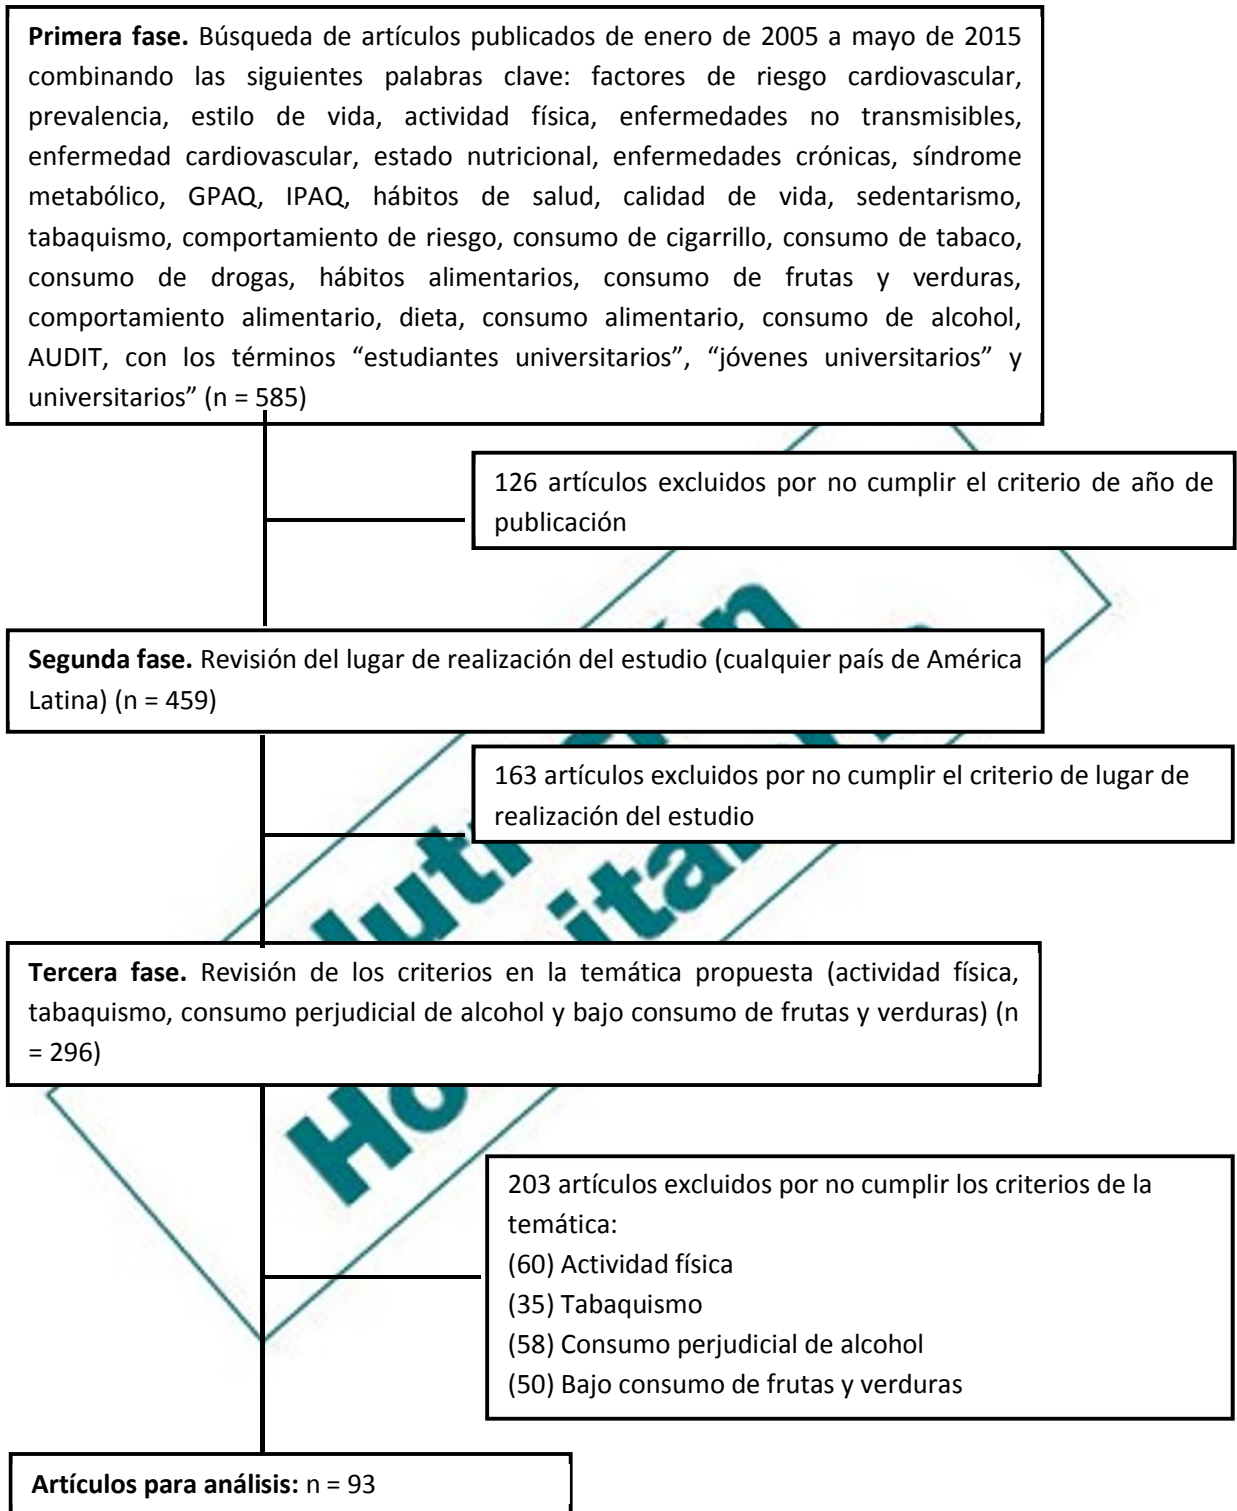 Primera fase. Búsqueda de artículos publicados de enero de 2005 a mayo de 2015
combinando las siguientes palabras clave: factores de riesgo cardiovascular,
prevalencia, estilo de vida, actividad física, enfermedades no transmisibles,
enfermedad cardiovascular, estado nutricional, enfermedades crónicas, síndrome
metabólico, GPAQ, IPAQ, hábitos de salud, calidad de vida, sedentarismo,
tabaquismo, comportamiento de riesgo, consumo de cigarrillo, consumo de tabaco,
consumo de drogas, hábitos alimentarios, consumo de frutas y verduras,
comportamiento alimentario, dieta, consumo alimentario, consumo de alcohol,
AUDIT, con los términos “estudiantes universitarios”, “jóvenes universitarios” y
universitarios” (n = 585)
126 artículos excluidos por no cumplir el criterio de año de
publicación
Segunda fase. Revisión del lugar de realización del estudio (cualquier país de América
Latina) (n = 459)
163 artículos excluidos por no cumplir el criterio de lugar de
realización del estudio
Tercera fase. Revisión de los criterios en la temática propuesta (actividad física,
tabaquismo, consumo perjudicial de alcohol y bajo consumo de frutas y verduras) (n
= 296)
203 artículos excluidos por no cumplir los criterios de la
temática:
(60) Actividad física
(35) Tabaquismo
(58) Consumo perjudicial de alcohol
(50) Bajo consumo de frutas y verduras
Artículos para análisis: n = 93